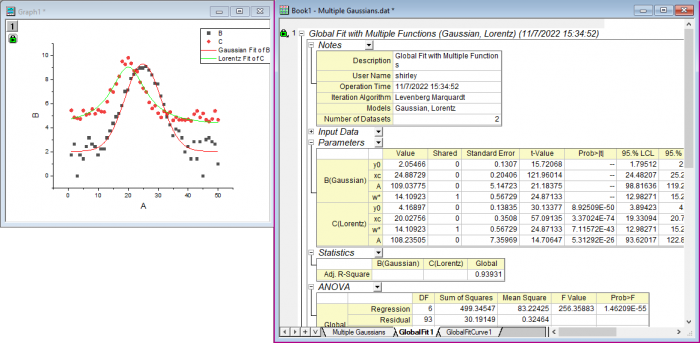 Graph1 *
1
B
C
Gaussian Fit of B
Lorentz Fit of C
B
10
8
6
4
2
0
0 10 20 30 40 50
A
Book1 - Multiple Gaussians.dat *
1 Global Fit with Multiple Functions (Gaussian, Lorentz) (11/7/2022 15:34:52)
Notes
Description Global Fit with Multiple Function
s
User Name shirley
Operation Time 11/7/2022 15:34:52
Iteration Algorithm Levenberg Marquardt
Models Gaussian, Lorentz
Number of Datasets 2
Input Data
Parameters
Value Shared Standard Error t-Value Prob>|t| 95.% LCL 95.%
B(Gaussian)
y0 2.05466 0 0.1307 15.72068 -- 1.79512
xc 24.88729 0 0.20406 121.96014 -- 24.48207 25.2
A 109.03775 0 5.14723 21.18375 -- 98.81636 119.2
w* 14.10923 1 0.56729 24.87133 -- 12.98271 15.2
C(Lorentz)
y0 4.16897 0 0.13835 30.13377 8.92509E-50 3.89423 4
xc 20.02756 0 0.3508 57.09135 3.37024E-74 19.33094 20.7
w* 14.10923 1 0.56729 24.87133 7.11572E-43 12.98271 15.2
A 108.23505 0 7.35969 14.70647 5.31292E-26 93.62017 122.8
Statistics
B(Gaussian) C(Lorentz) Global
Adj. R-Square 0.93931
ANOVA
DF Sum of Squares Mean Square F Value Prob>F
Regression 6 499.34547 83.22425 256.35883 1.46209E-55
Residual 93 30.19149 0.32464
Global
Multiple Gaussians GlobalFit1 GlobalFitCurve1